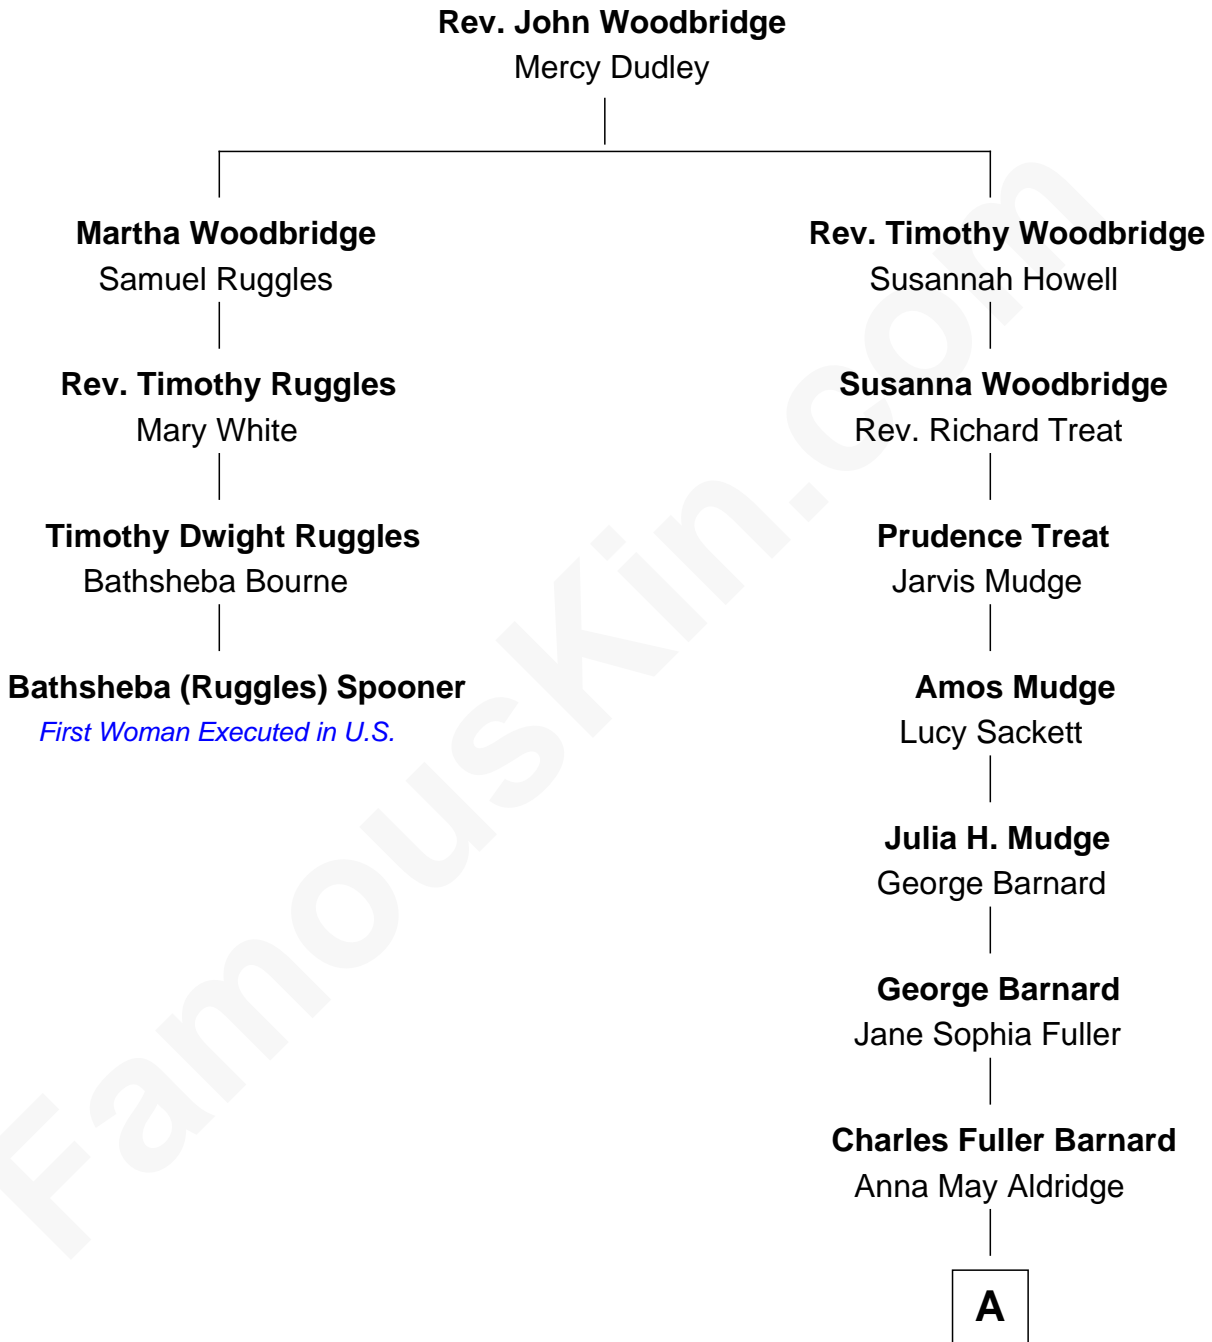 Rev. John Woodbridge
Mercy Dudley
Martha Woodbridge
Samuel Ruggles
Rev. Timothy Woodbridge
Susannah Howell
Rev. Timothy Ruggles
Mary White
Susanna Woodbridge
Rev. Richard Treat
Timothy Dwight Ruggles
Bathsheba Bourne
Prudence Treat
Jarvis Mudge
Bathsheba (Ruggles) Spooner
First Woman Executed in U.S.
Amos Mudge
Lucy Sackett
Julia H. Mudge
George Barnard
George Barnard
Jane Sophia Fuller
Charles Fuller Barnard
Anna May Aldridge
A
FamousKin.com